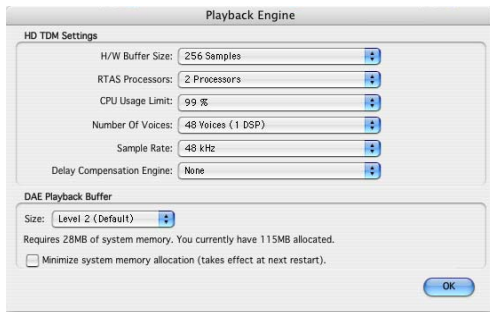 Playback Engine
HD TDM Settings
H/W Buffer Size: 256 Samples
RTAS Processors: 2 Processors
CPU Usage Limit: 99 %
Number Of Voices: 48 Voices (1 DSP)
Sample Rate: 48 kHz
Delay Compensation Engine: None
DAE Playback Buffer
Size: Level 2 (Default)
Requires 28MB of system memory. You currently have 115MB allocated.
Minimize system memory allocation (takes effect at next restart).
OK